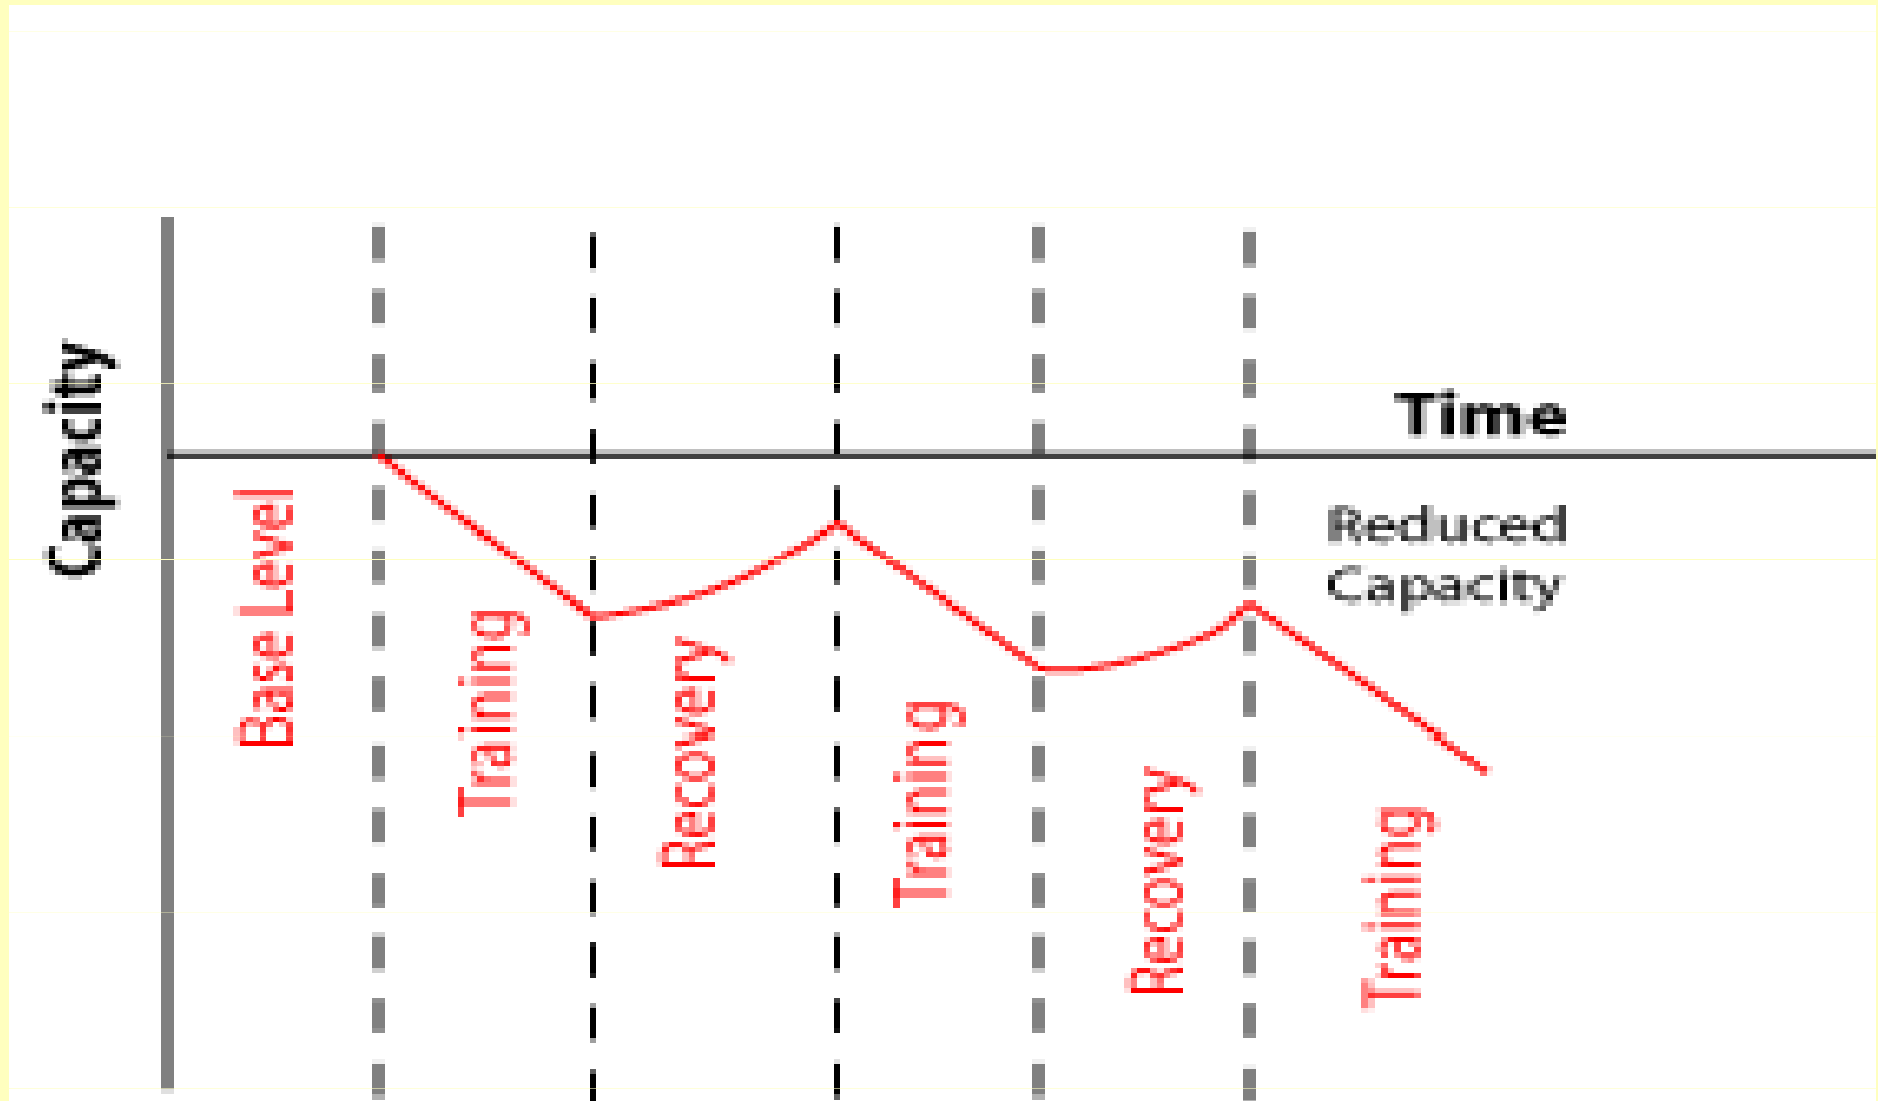 Capacity
Time
Reduced
Capacity
Base Level
Training
Recovery
Training
Recovery
Training